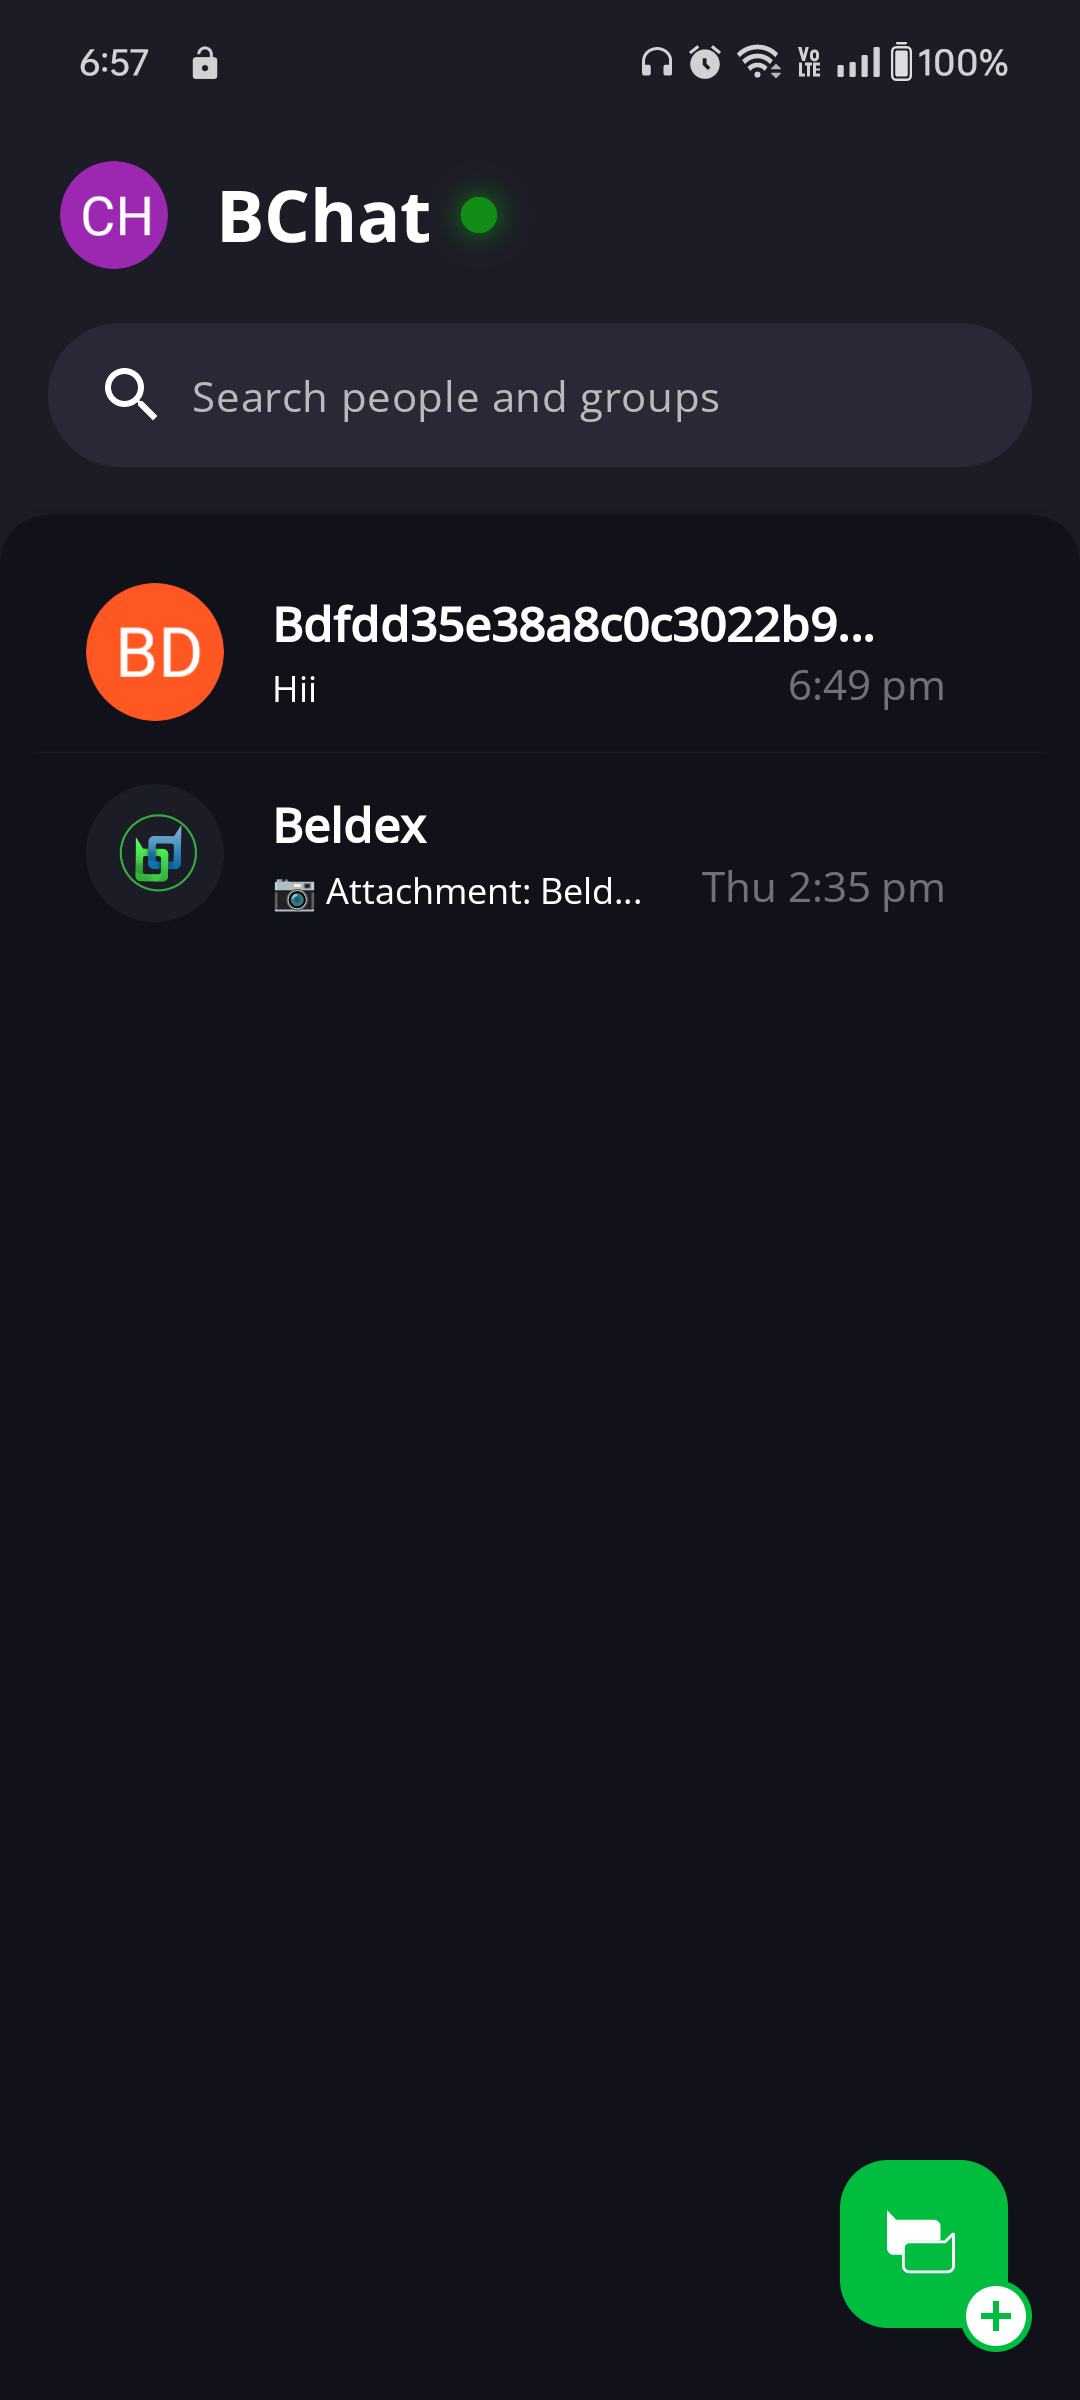 6:57
Vo LTE
100%
CH
BChat
Search people and groups
BD
Bdfdd35e38a8c0c3022b9...
Hii
6:49 pm
Beldex
📷 Attachment: Beld...
Thu 2:35 pm